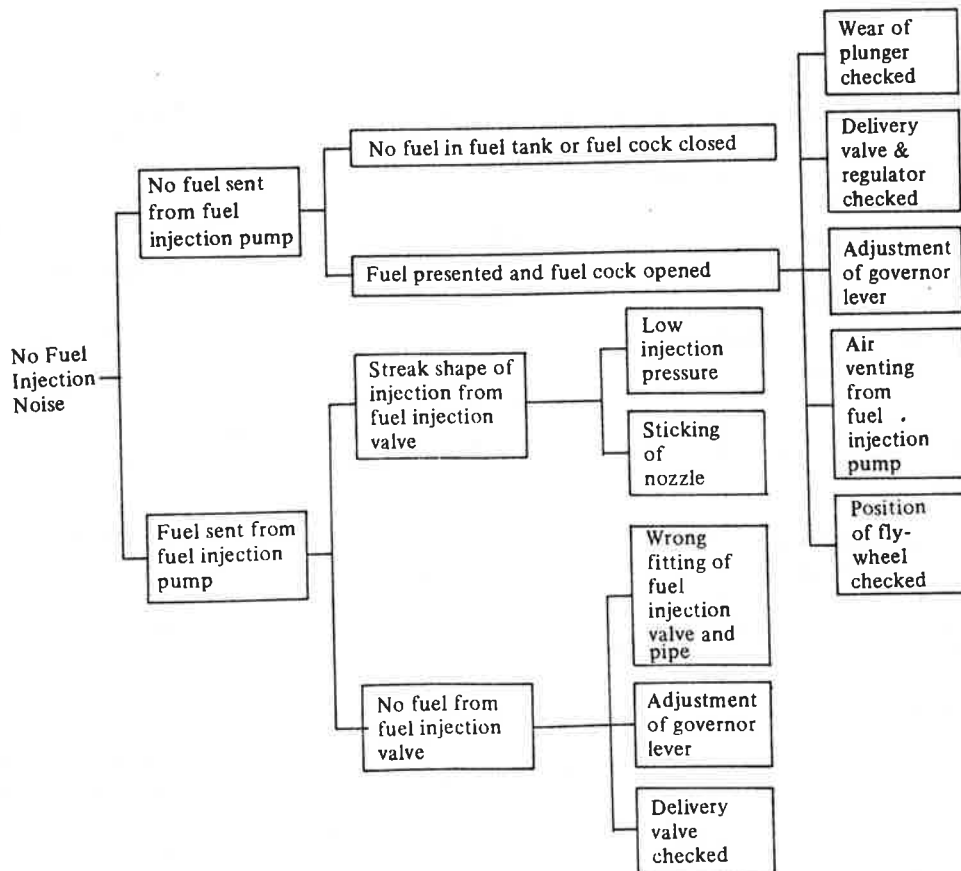 No Fuel
Injection
Noise
No fuel sent
from fuel
injection pump
No fuel in fuel tank or fuel cock closed
Fuel presented and fuel cock opened
Wear of
plunger
checked
Delivery
valve &
regulator
checked
Adjustment
of governor
lever
Air
venting
from
fuel
injection
pump
Position
of fly-
wheel
checked
Fuel sent from
fuel injection
pump
Streak shape of
injection from
fuel injection
valve
Low
injection
pressure
Sticking
of
nozzle
No fuel from
fuel injection
valve
Wrong
fitting of
fuel
injection
valve and
pipe
Adjustment
of governor
lever
Delivery
valve
checked